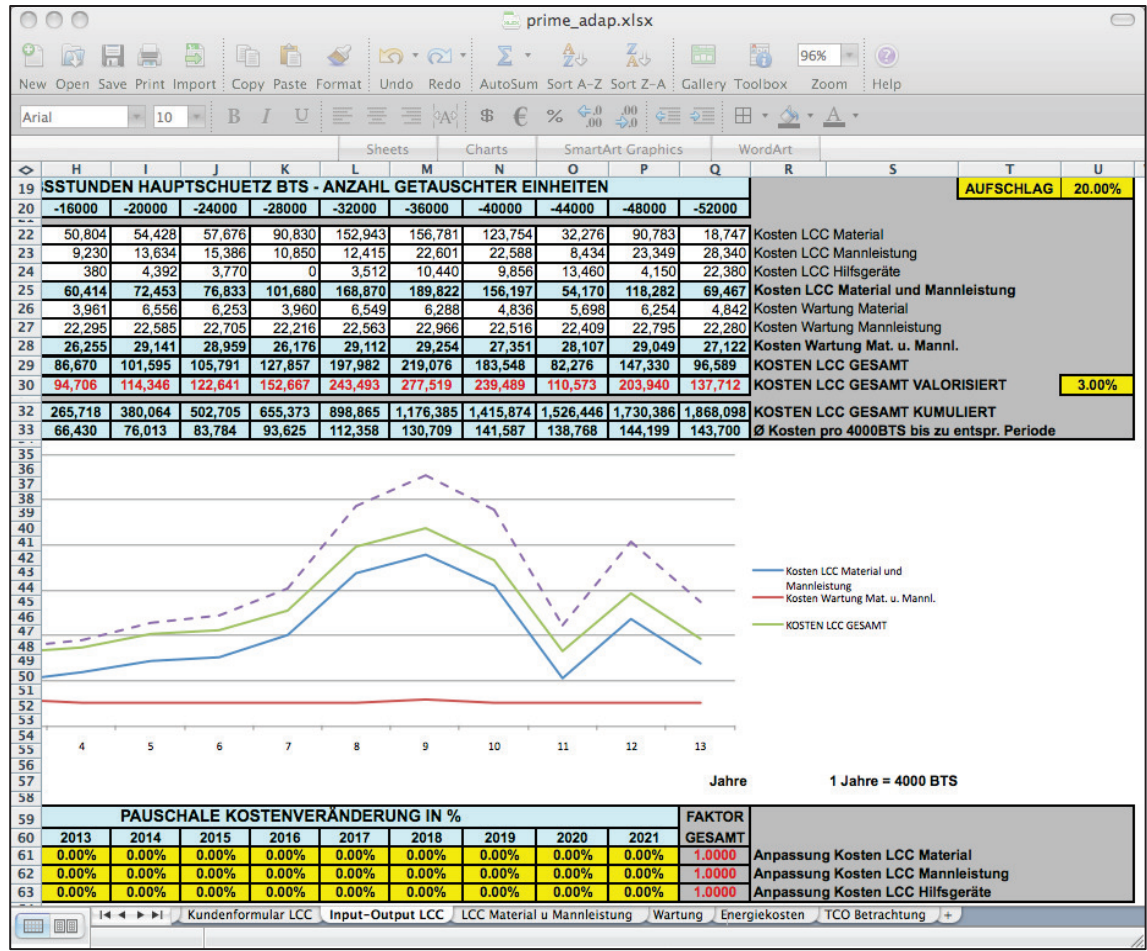 prime_adap.xlsx
96%
New Open Save Print Import Copy Paste Format Undo Redo AutoSum Sort A-Z Sort Z-A Gallery Toolbox Zoom Help
Arial 10 B I U $ € %
Sheets Charts SmartArt Graphics WordArt
H I J K L M N O P Q R S T U
19 SSTUNDEN HAUPTSCHUETZ BTS - ANZAHL GETAUSCHTER EINHEITEN AUFSCHLAG 20.00%
20 -16000 -20000 -24000 -28000 -32000 -36000 -40000 -44000 -48000 -52000
22 50,804 54,428 57,676 90,830 152,943 156,781 123,754 32,276 90,783 18,747 Kosten LCC Material
23 9,230 13,634 15,386 10,850 12,415 22,601 22,588 8,434 23,349 28,340 Kosten LCC Mannleistung
24 380 4,392 3,770 0 3,512 10,440 9,856 13,460 4,150 22,380 Kosten LCC Hilfsgeräte
25 60,414 72,453 76,833 101,680 168,870 189,822 156,197 54,170 118,282 69,467 Kosten LCC Material und Mannleistung
26 3,961 6,556 6,253 3,960 6,549 6,288 4,836 5,698 6,254 4,842 Kosten Wartung Material
27 22,295 22,585 22,705 22,216 22,563 22,966 22,516 22,409 22,795 22,280 Kosten Wartung Mannleistung
28 26,255 29,141 28,959 26,176 29,112 29,254 27,351 28,107 29,049 27,122 Kosten Wartung Mat. u. Mannl.
29 86,670 101,595 105,791 127,857 197,982 219,076 183,548 82,276 147,330 96,589 KOSTEN LCC GESAMT
30 94,706 114,346 122,641 152,667 243,493 277,519 239,489 110,573 203,940 137,712 KOSTEN LCC GESAMT VALORISIERT 3.00%
32 265,718 380,064 502,705 655,373 898,865 1,176,385 1,415,874 1,526,446 1,730,386 1,868,098 KOSTEN LCC GESAMT KUMULIERT
33 66,430 76,013 83,784 93,625 112,358 130,709 141,587 138,768 144,199 143,700 Ø Kosten pro 4000BTS bis zu entspr. Periode
35
36
37
38
39
40
41
42
43
44
45
46
47
48
49
50
51
52
53
54
55
56
57
58
Kosten LCC Material und
Mannleistung
Kosten Wartung Mat. u. Mannl.
KOSTEN LCC GESAMT
4 5 6 7 8 9 10 11 12 13
Jahre 1 Jahre = 4000 BTS
59 PAUSCHALE KOSTENVERÄNDERUNG IN % FAKTOR
60 2013 2014 2015 2016 2017 2018 2019 2020 2021 GESAMT
61 0.00% 0.00% 0.00% 0.00% 0.00% 0.00% 0.00% 0.00% 0.00% 1.0000 Anpassung Kosten LCC Material
62 0.00% 0.00% 0.00% 0.00% 0.00% 0.00% 0.00% 0.00% 0.00% 1.0000 Anpassung Kosten LCC Mannleistung
63 0.00% 0.00% 0.00% 0.00% 0.00% 0.00% 0.00% 0.00% 0.00% 1.0000 Anpassung Kosten LCC Hilfsgeräte
Kundenformular LCC Input-Output LCC LCC Material u Mannleistung Wartung Energiekosten TCO Betrachtung +